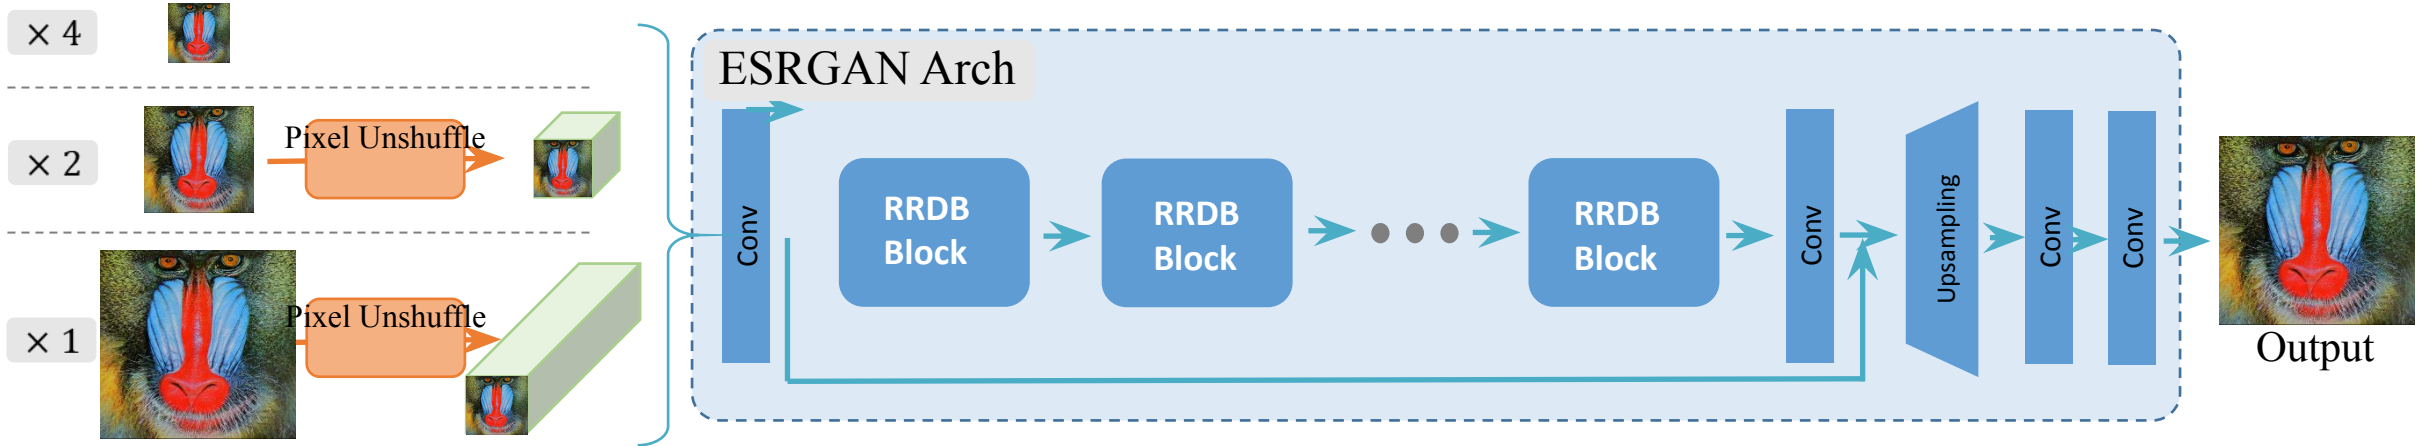 × 4
× 2
Pixel Unshuffle
× 1
Pixel Unshuffle
ESRGAN Arch
Conv
RRDB
Block
RRDB
Block
RRDB
Block
Conv
Upsampling
Conv
Conv
Output